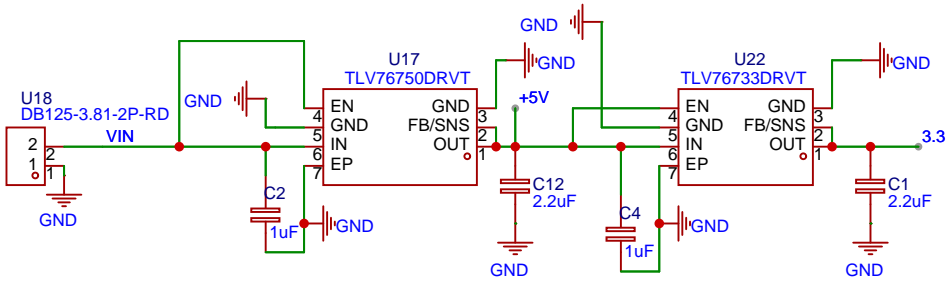 U18
DB125-3.81-2P-RD
VIN
2
1
2
1
GND
GND
C2
1uF
GND
U17
TLV76750DRVT
EN
GND
IN
EP
4
5
6
7
GND
FB/SNS
OUT
3
2
1
GND
+5V
C12
2.2uF
GND
GND
C4
1uF
GND
U22
TLV76733DRVT
EN
GND
IN
EP
4
5
6
7
GND
FB/SNS
OUT
3
2
1
GND
3.3
C1
2.2uF
GND